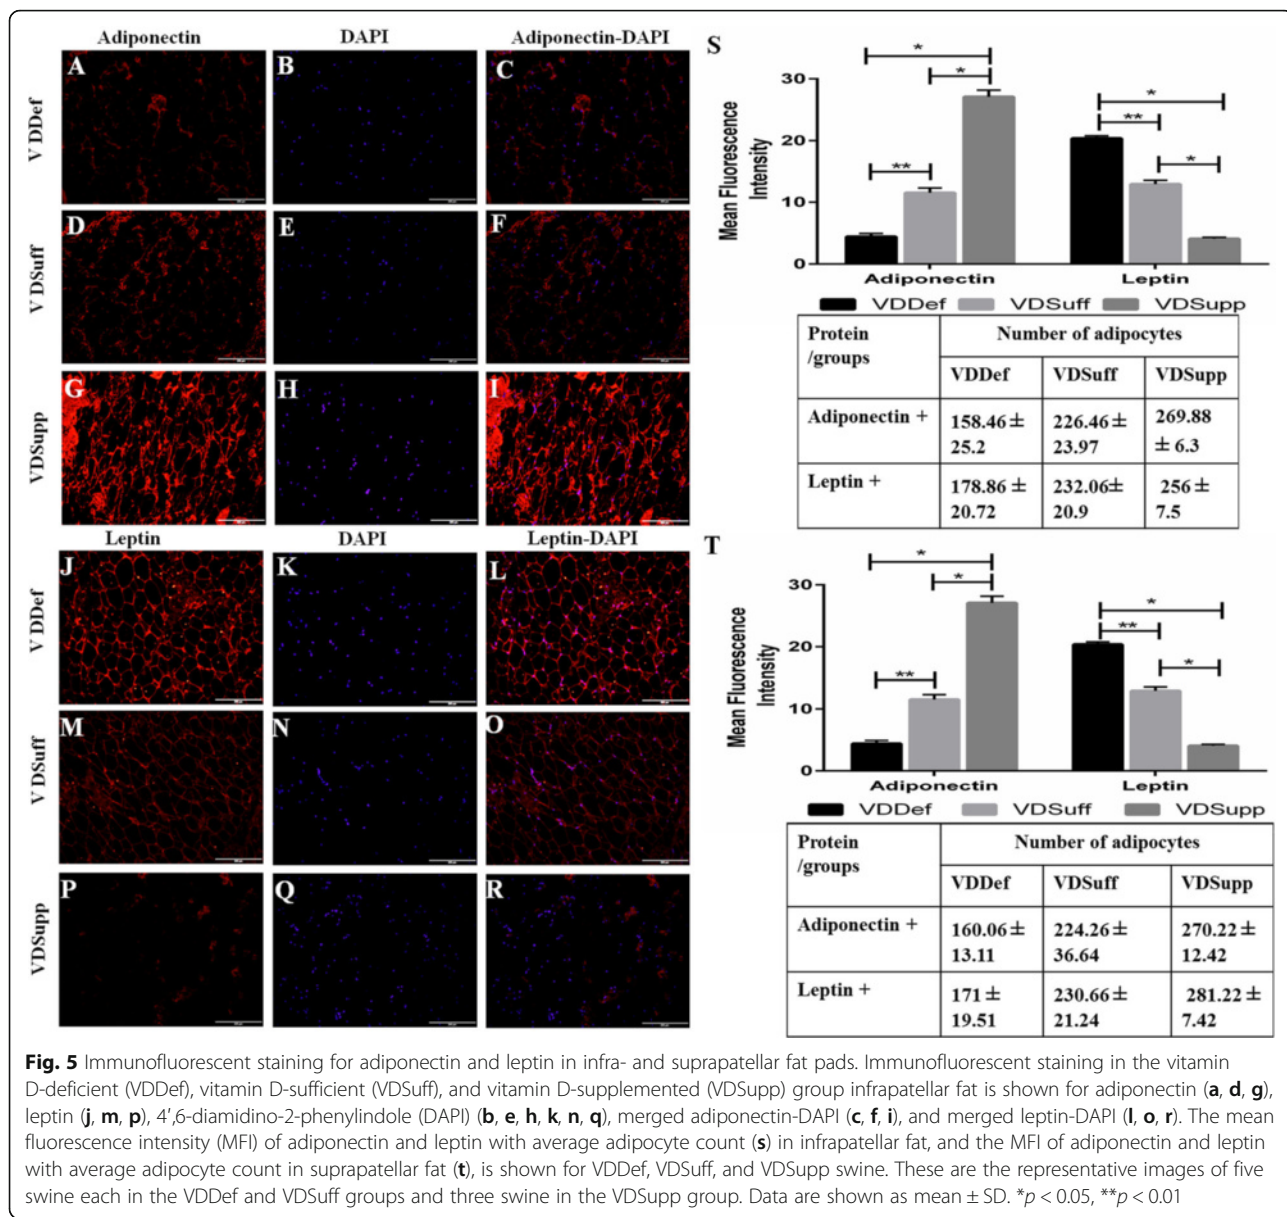 Adiponectin DAPI Adiponectin-DAPI
V DDef
A B C
V DSuff
D E F
VDSupp
G H I
Leptin DAPI Leptin-DAPI
V DDef
J K L
V DSuff
M N O
VDSupp
P Q R
S
Mean Fluorescence
Intensity
30
20
10
0
*
*
**
*
**
*
Adiponectin Leptin
VDDef VDSuff VDSupp
Protein
/groups
Number of adipocytes
VDDef VDSuff VDSupp
Adiponectin + 158.46 ± 25.2 226.46 ± 23.97 269.88 ± 6.3
Leptin + 178.86 ± 20.72 232.06± 20.9 256 ± 7.5
T
Mean Fluorescence
Intensity
30
20
10
0
*
*
**
*
**
*
Adiponectin Leptin
VDDef VDSuff VDSupp
Protein
/groups
Number of adipocytes
VDDef VDSuff VDSupp
Adiponectin + 160.06 ± 13.11 224.26 ± 36.64 270.22 ± 12.42
Leptin + 171 ± 19.51 230.66 ± 21.24 281.22 ± 7.42
Fig. 5 Immunofluorescent staining for adiponectin and leptin in infra- and suprapatellar fat pads. Immunofluorescent staining in the vitamin
D-deficient (VDDef), vitamin D-sufficient (VDSuff), and vitamin D-supplemented (VDSupp) group infrapatellar fat is shown for adiponectin (a, d, g),
leptin (j, m, p), 4′,6-diamidino-2-phenylindole (DAPI) (b, e, h, k, n, q), merged adiponectin-DAPI (c, f, i), and merged leptin-DAPI (l, o, r). The mean
fluorescence intensity (MFI) of adiponectin and leptin with average adipocyte count (s) in infrapatellar fat, and the MFI of adiponectin and leptin
with average adipocyte count in suprapatellar fat (t), is shown for VDDef, VDSuff, and VDSupp swine. These are the representative images of five
swine each in the VDDef and VDSuff groups and three swine in the VDSupp group. Data are shown as mean ± SD. *p < 0.05, **p < 0.01